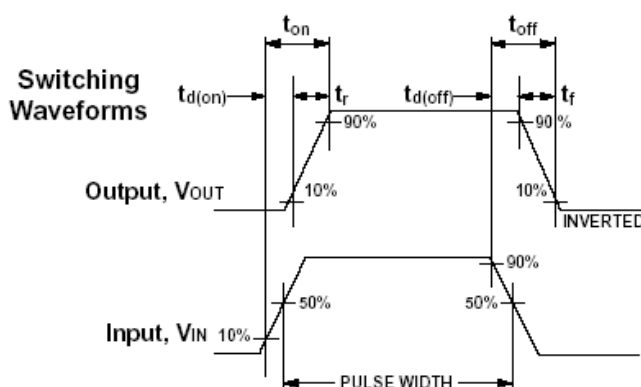 ton
toff
Switching
Waveforms
td(on)
tr
td(off)
tf
90%
90%
Output, VOUT
10%
10%
INVERTED
90%
50%
50%
Input, VIN
10%
PULSE WIDTH